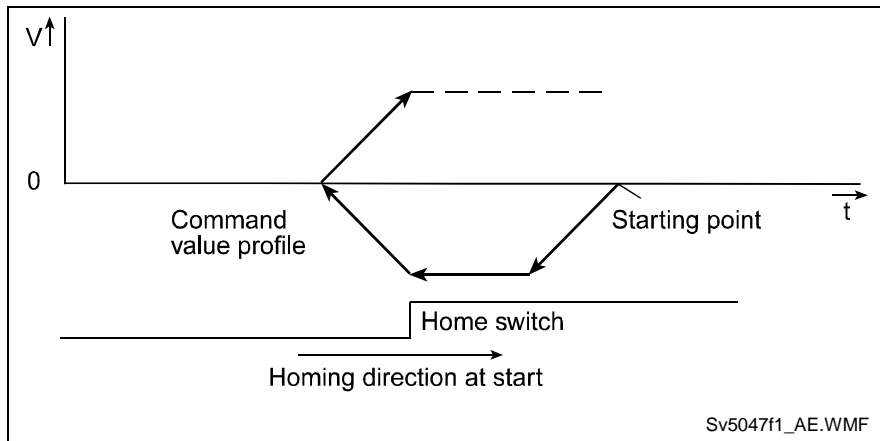 V
0
t
Command
value profile
Starting point
Home switch
Homing direction at start
Sv5047f1_AE.WMF